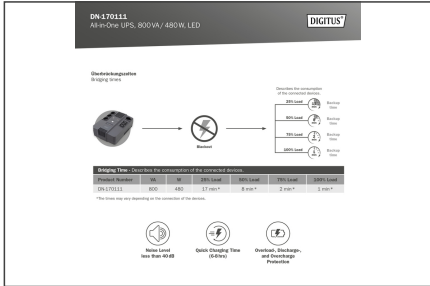 DN-170111
All-in-One UPS, 800 VA / 480 W, LED
DIGITUS®
Überbrückungszeiten
Bridging times
Describes the consumption
of the connected devices.
25% Load
Backup
time
50% Load
Backup
time
75% Load
Backup
time
100% Load
Backup
time
Blackout
Bridging Time - Describes the consumption of the connected devices.
Product Number VA W 25% Load 50% Load 75% Load 100% Load
DN-170111 800 480 17 min* 8 min* 2 min* 1 min*
*The times may vary depending on the connection of the devices.
Noise Level
less than 40 dB
Quick Charging Time
(6-8hrs)
Overload-, Discharge-,
and Overcharge
Protection